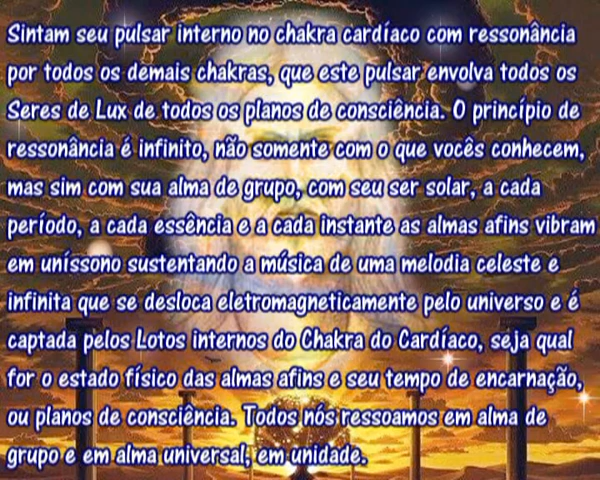 Sintam seu pulsar interno no chakra cardíaco com ressonância
por todos os demais chakras, que este pulsar envolva todos os
Seres de Lux de todos os planos de consciência. O princípio de
ressonância é infinito, não somente com o que vocês conhecem,
mas sim com sua alma de grupo, com seu ser solar, a cada
período, a cada essência e a cada instante as almas afins vibram
em uníssono sustentando a música de uma melodia celeste e
infinita que se desloca eletromagneticamente pelo universo e é
captada pelos Lotos internos do Chakra do Cardíaco, seja qual
for o estado físico das almas afins e seu tempo de encarnação,
ou planos de consciência. Todos nós ressoamos em alma de
grupo e em alma universal, em unidade.